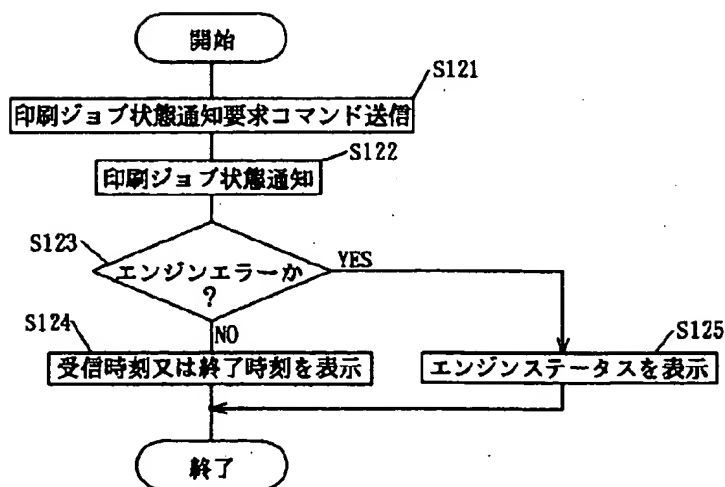 開始
S121
印刷ジョブ状態通知要求コマンド送信
S122
印刷ジョブ状態通知
S123
エンジンエラーか
?
YES
NO
S124
受信時刻又は終了時刻を表示
S125
エンジンステータスを表示
終了